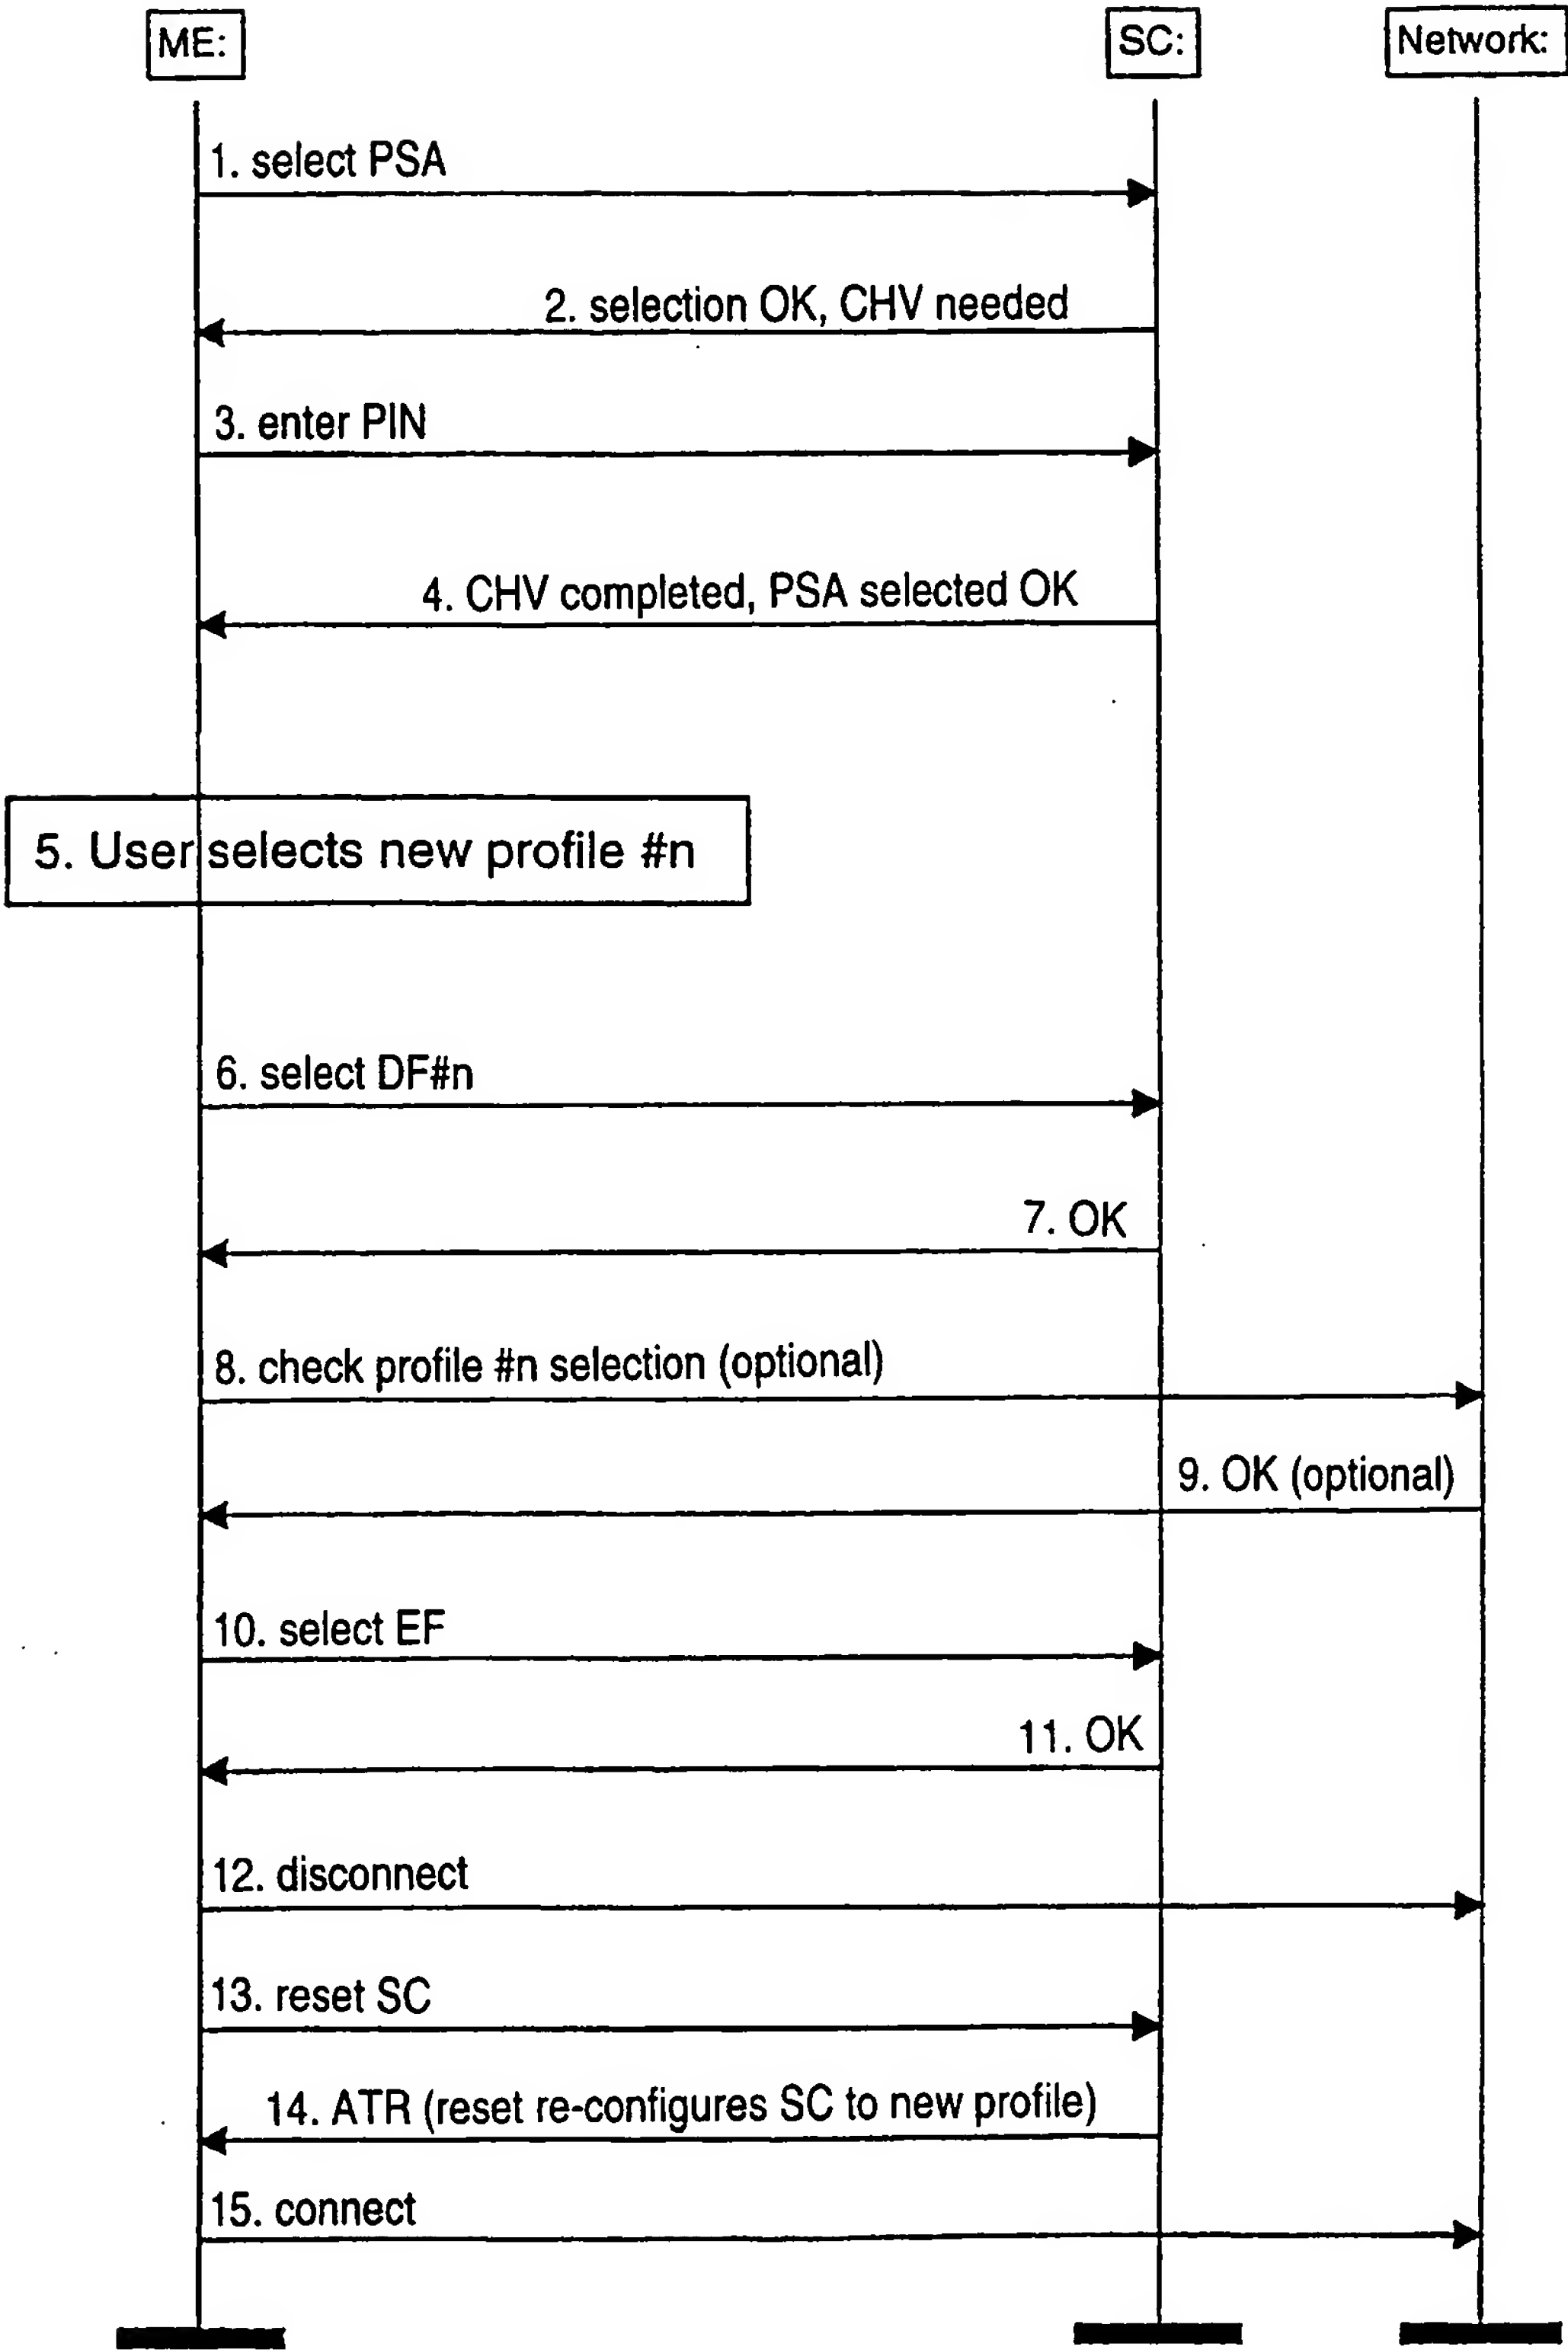 ME:
SC:
Network:
1. select PSA
2. selection OK, CHV needed
3. enter PIN
4. CHV completed, PSA selected OK
5. User selects new profile #n
6. select DF#n
7. OK
8. check profile #n selection (optional)
9. OK (optional)
10. select EF
11. OK
12. disconnect
13. reset SC
14. ATR (reset re-configures SC to new profile)
15. connect